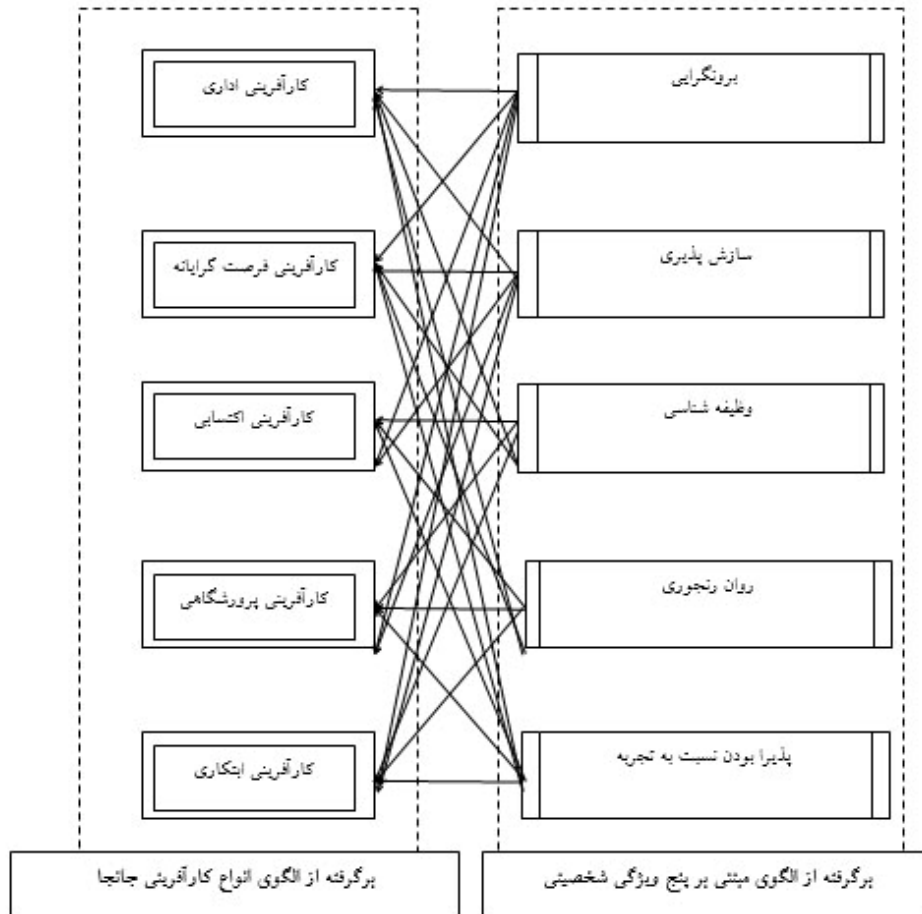 برونگرایی
کارآفرینی اداری
سازش پذیری
کارآفرینی فرصت گرایانه
وظیفه شناسی
کارآفرینی اکتسابی
روان رنجوری
کارآفرینی پرورشگاهی
پذیرا بودن نسبت به تجربه
کارآفرینی ابتکاری
برگرفته از الگوی مبتنی بر پنج ویژگی شخصیتی
برگرفته از الگوی انواع کارآفرینی جانجا